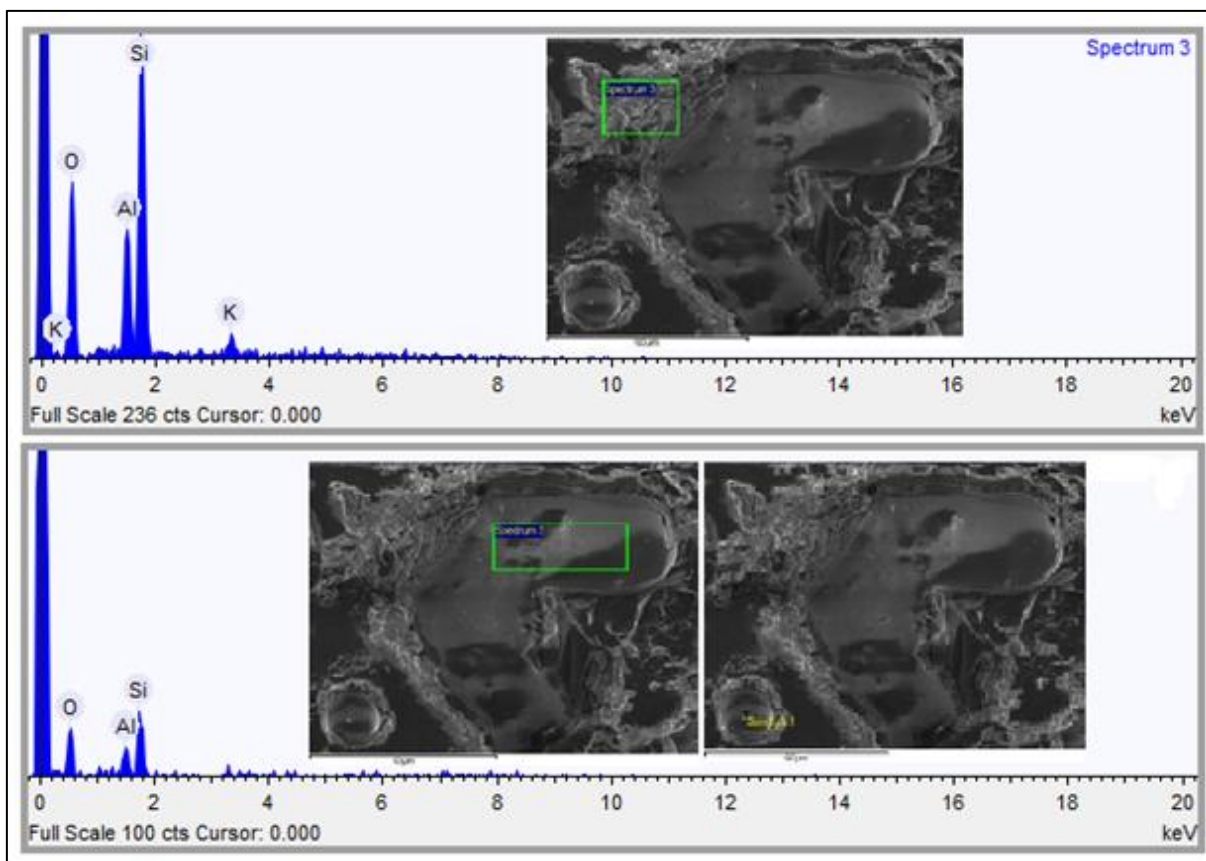 Spectrum 3
Si
O
Al
K
K
Spectrum 3
0 2 4 6 8 10 12 14 16 18 20
Full Scale 236 cts Cursor: 0.000 keV
Si
O
Al
0 2 4 6 8 10 12 14 16 18 20
Full Scale 100 cts Cursor: 0.000 keV